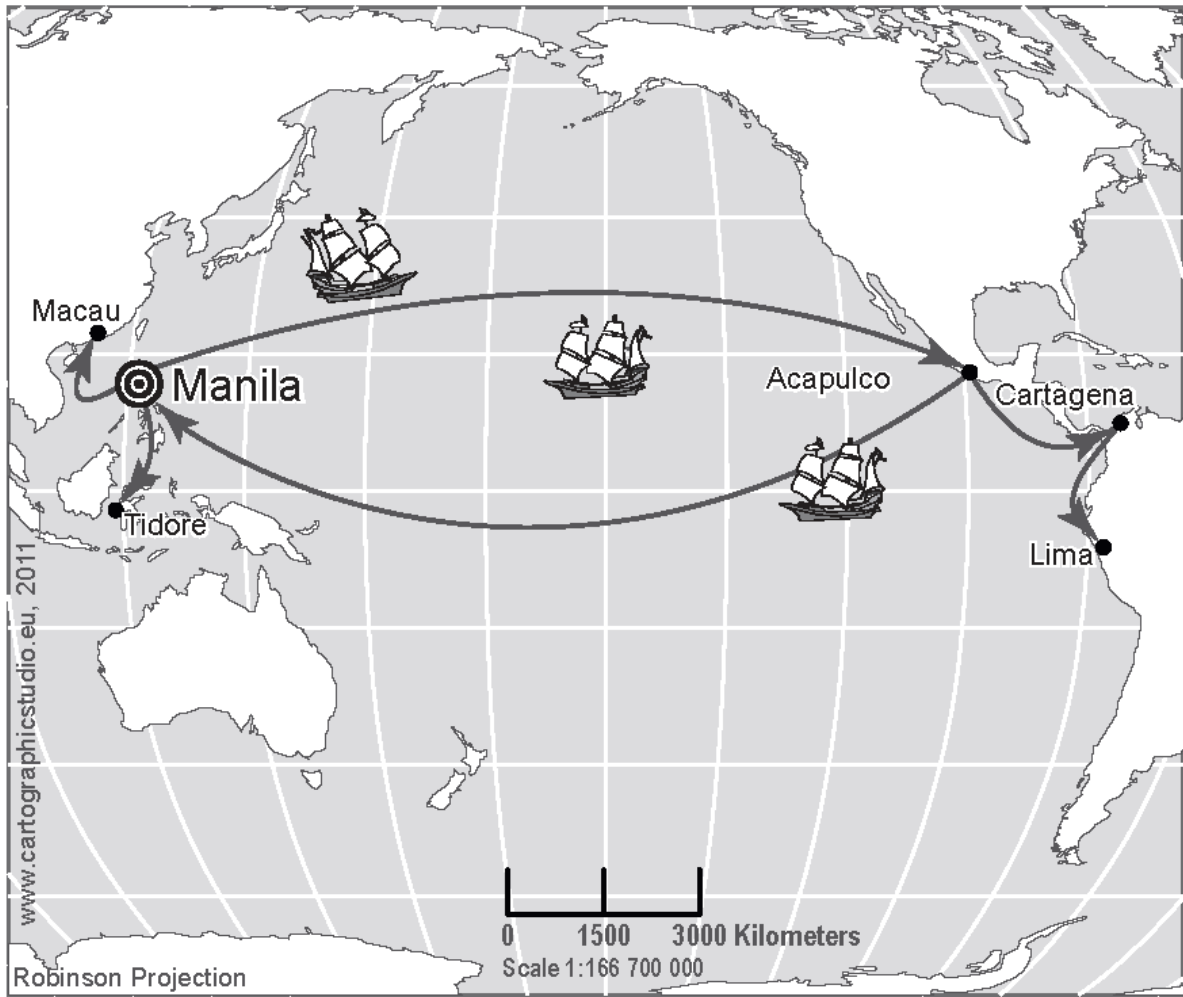 Macau
Manila
Acapulco
Cartagena
Tidore
Lima
www.cartographicstudio.eu, 2011
0 1500 3000 Kilometers
Scale 1:166 700 000
Robinson Projection